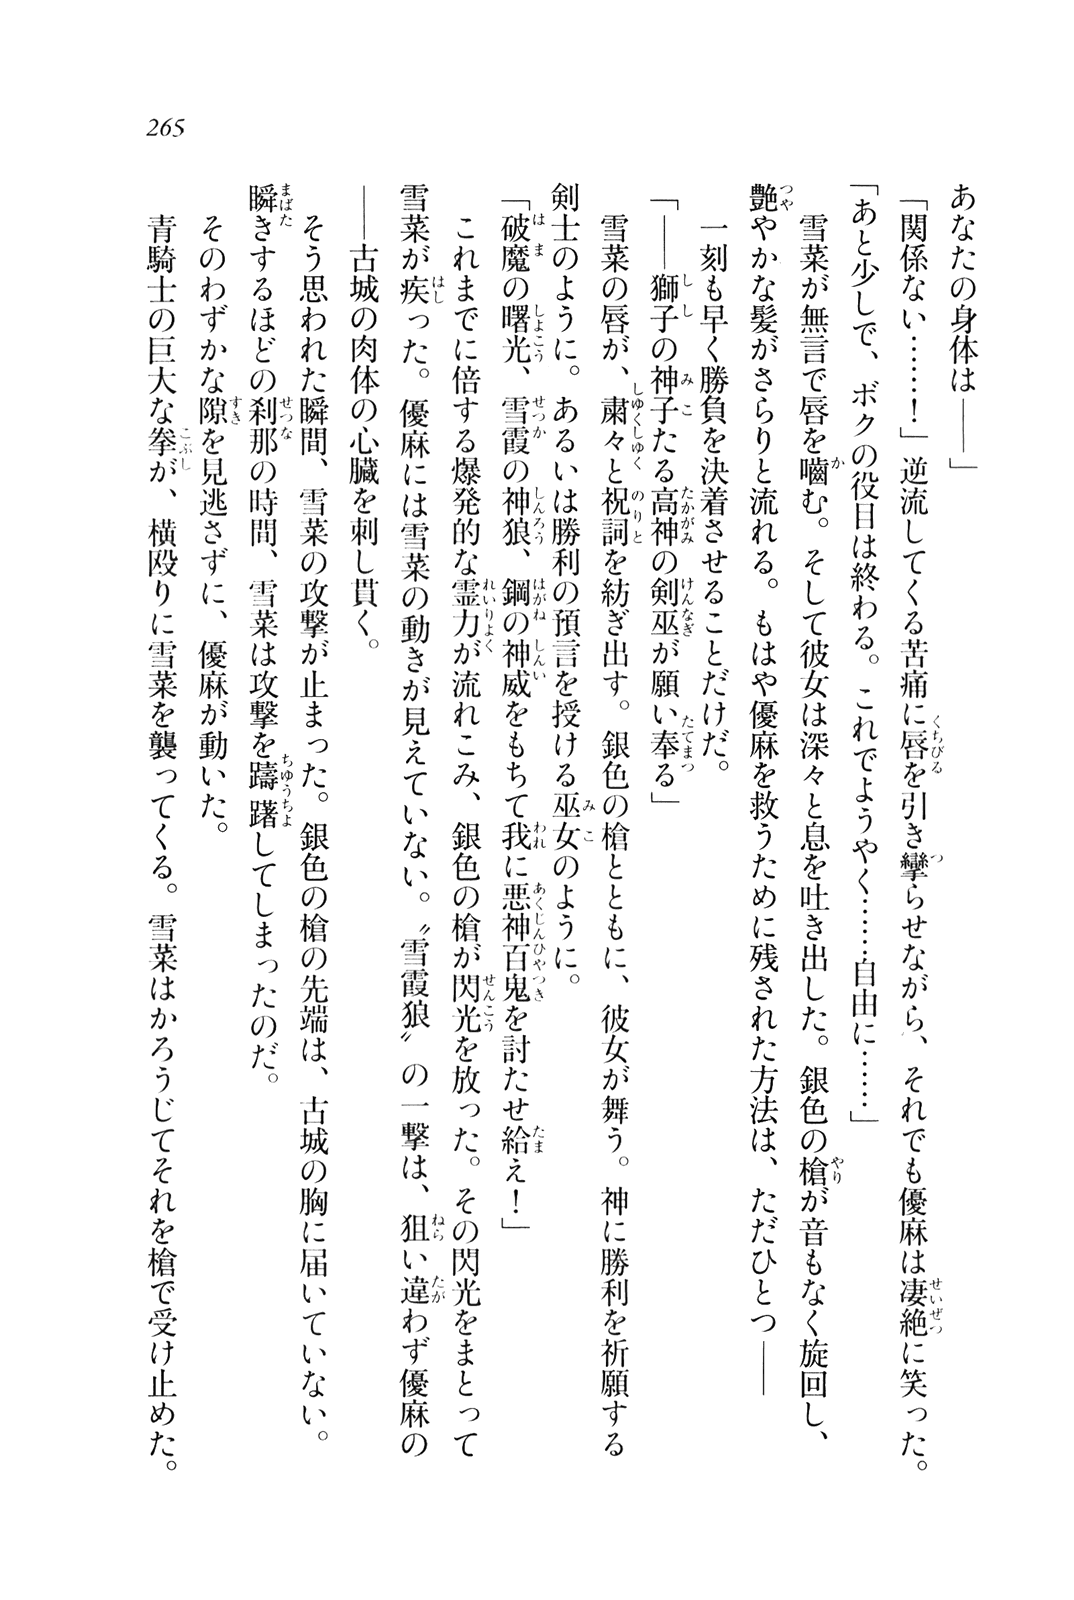 265
あなたの身体は――」
「関係ない……！」逆流してくる苦痛に唇を引き攣らせながら、それでも優麻は凄絶に笑った。
「あと少しで、ボクの役目は終わる。これでようやく……自由に……」
　雪菜が無言で唇を嚙む。そして彼女は深々と息を吐き出した。銀色の槍が音もなく旋回し、
艶やかな髪がさらりと流れる。もはや優麻を救うために残された方法は、ただひとつ――
　一刻も早く勝負を決着させることだけだ。
「――獅子の神子たる高神の剣巫が願い奉る」
　雪菜の唇が、粛々と祝詞を紡ぎ出す。銀色の槍とともに、彼女が舞う。神に勝利を祈願する
剣士のように。あるいは勝利の預言を授ける巫女のように。
「破魔の曙光、雪霞の神狼、鋼の神威をもちて我に悪神百鬼を討たせ給え！」
　これまでに倍する爆発的な霊力が流れこみ、銀色の槍が閃光を放った。その閃光をまとって
雪菜が疾った。優麻には雪菜の動きが見えていない。〝雪霞狼〟の一撃は、狙い違わず優麻の
――古城の肉体の心臓を刺し貫く。
　そう思われた瞬間、雪菜の攻撃が止まった。銀色の槍の先端は、古城の胸に届いていない。
瞬きするほどの刹那の時間、雪菜は攻撃を躊躇してしまったのだ。
　そのわずかな隙を見逃さずに、優麻が動いた。
　青騎士の巨大な拳が、横殴りに雪菜を襲ってくる。雪菜はかろうじてそれを槍で受け止めた。